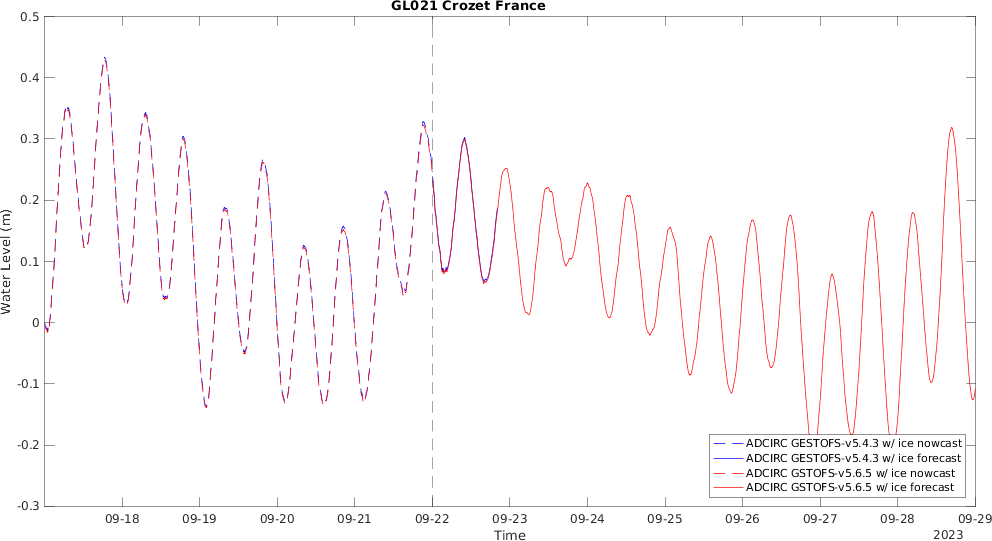 GL021 Crozet France
0.5
0.4
0.3
0.2
0.1
0
-0.1
-0.2
-0.3
Water Level (m)
ADCIRC GESTOFS-v5.4.3 w/ ice nowcast
ADCIRC GESTOFS-v5.4.3 w/ ice forecast
ADCIRC GSTOFS-v5.6.5 w/ ice nowcast
ADCIRC GSTOFS-v5.6.5 w/ ice forecast
09-18 09-19 09-20 09-21 09-22 09-23 09-24 09-25 09-26 09-27 09-28 09-29
Time
2023